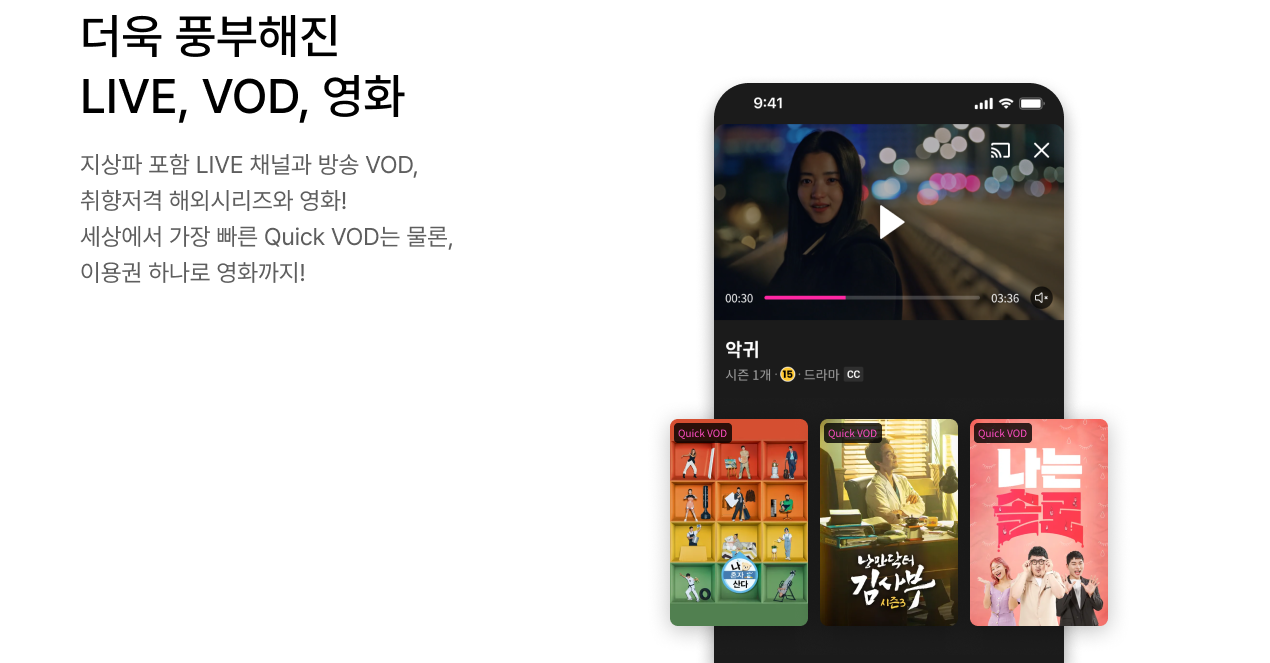 더욱 풍부해진
LIVE, VOD, 영화
지상파 포함 LIVE 채널과 방송 VOD,
취향저격 해외시리즈와 영화!
세상에서 가장 빠른 Quick VOD는 물론,
이용권 하나로 영화까지!
9:41
00:30
03:36
악귀
시즌 1개 · 15 · 드라마 CC
Quick VOD
나 혼자 산다
Quick VOD
낭만닥터
김사부
시즌3
Quick VOD
나는
솔로